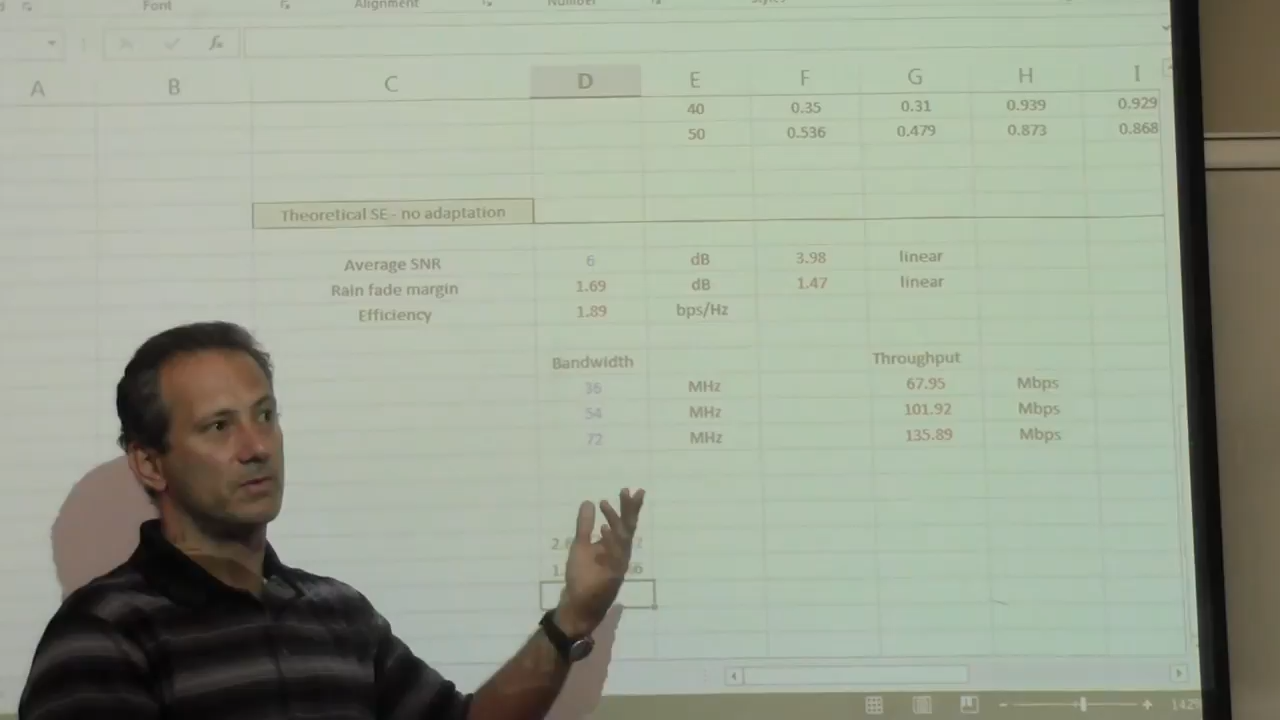 Font Alignment Number
fx
A B C D E F G H I
40 0.35 0.31 0.939 0.929
50 0.536 0.479 0.873 0.868
Theoretical SE - no adaptation
Average SNR 6 dB 3.98 linear
Rain fade margin 1.69 dB 1.47 linear
Efficiency 1.89 bps/Hz
Bandwidth Throughput
36 MHz 67.95 Mbps
54 MHz 101.92 Mbps
72 MHz 135.89 Mbps